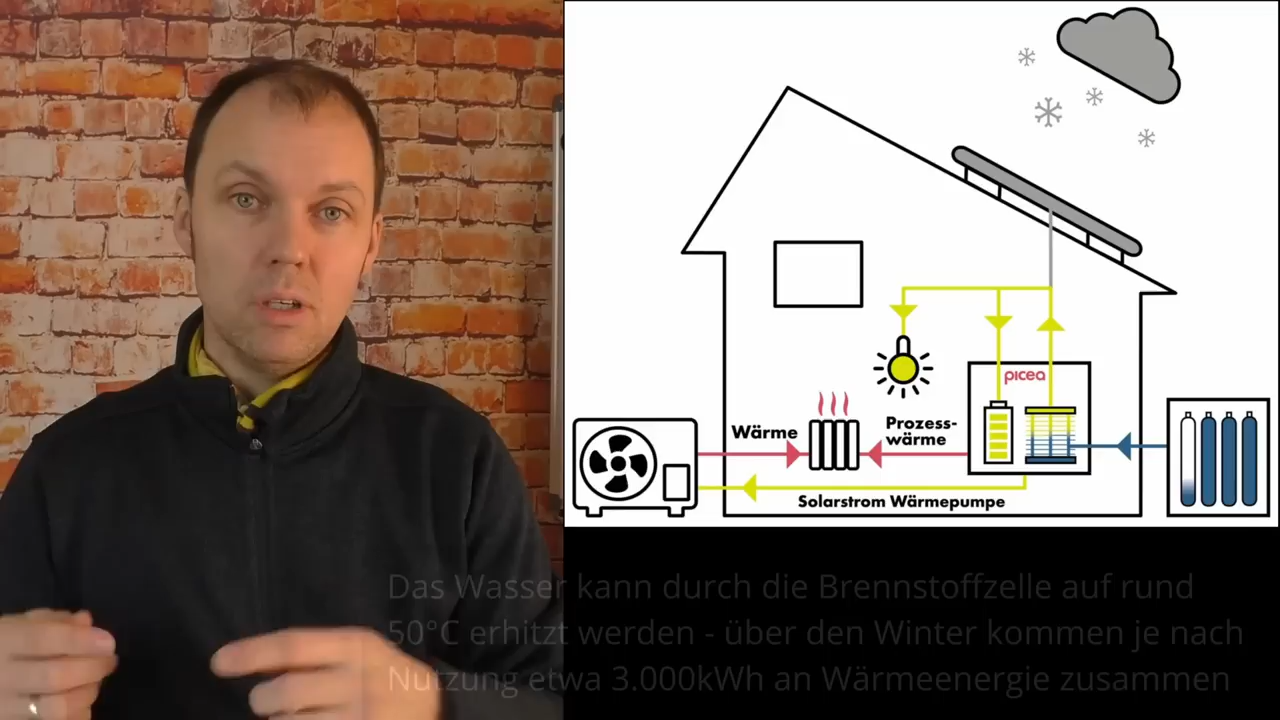 picea
Wärme
Prozess-
wärme
Solarstrom Wärmepumpe
Das Wasser kann durch die Brennstoffzelle auf rund
50°C erhitzt werden - über den Winter kommen je nach
Nutzung etwa 3.000kWh an Wärmeenergie zusammen